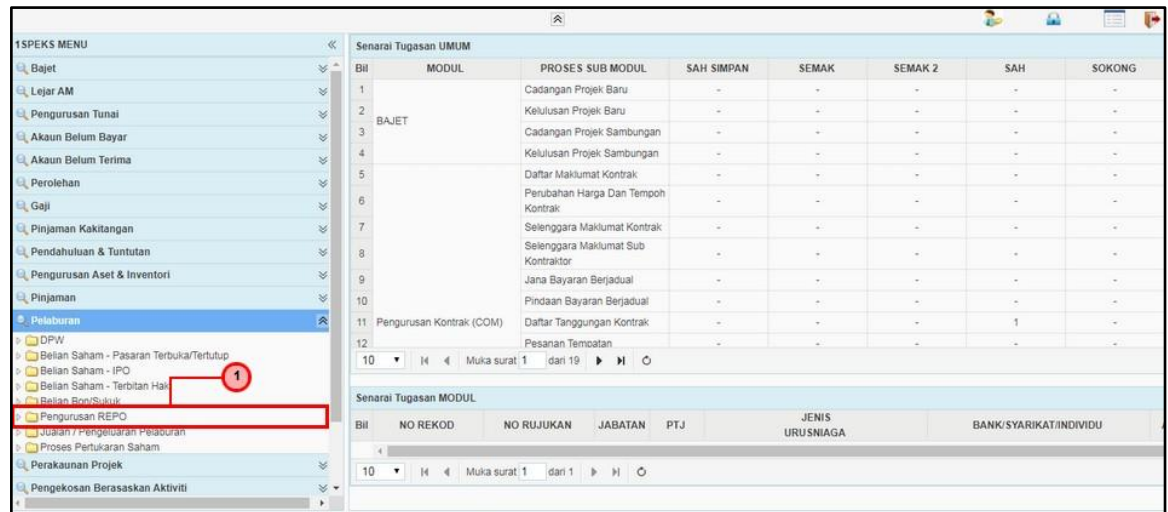 1SPEKS MENU
Bajet
Lejar AM
Pengurusan Tunai
Akaun Belum Bayar
Akaun Belum Terima
Perolehan
Gaji
Pinjaman Kakitangan
Pendahuluan & Tuntutan
Pengurusan Aset & Inventori
Pinjaman
Pelaburan
DPW
Belian Saham - Pasaran Terbuka/Tertutup
Belian Saham - IPO
Belian Saham - Terbitan Hak
1
Belian Bon/Sukuk
Pengurusan REPO
Jualan / Pengeluaran Pelaburan
Proses Pertukaran Saham
Perakaunan Projek
Pengekosan Berasaskan Aktiviti
Senarai Tugasan UMUM
Bil MODUL PROSES SUB MODUL SAH SIMPAN SEMAK SEMAK 2 SAH SOKONG
1 Cadangan Projek Baru - - - - -
2 Kelulusan Projek Baru - - - - -
BAJET
3 Cadangan Projek Sambungan - - - - -
4 Kelulusan Projek Sambungan - - - - -
5 Daftar Maklumat Kontrak - - - - -
6 Perubahan Harga Dan Tempoh
Kontrak - - - - -
7 Selenggara Maklumat Kontrak - - - - -
8 Selenggara Maklumat Sub
Kontraktor - - - - -
9 Jana Bayaran Berjadual - - - - -
10 Pindaan Bayaran Berjadual - - - - -
11 Pengurusan Kontrak (COM) Daftar Tanggungan Kontrak - - - 1 -
12 Pesanan Tempatan
10 Muka surat 1 dari 19
Senarai Tugasan MODUL
Bil NO REKOD NO RUJUKAN JABATAN PTJ JENIS
URUSNIAGA BANK/SYARIKAT/INDIVIDU
10 Muka surat 1 dari 1